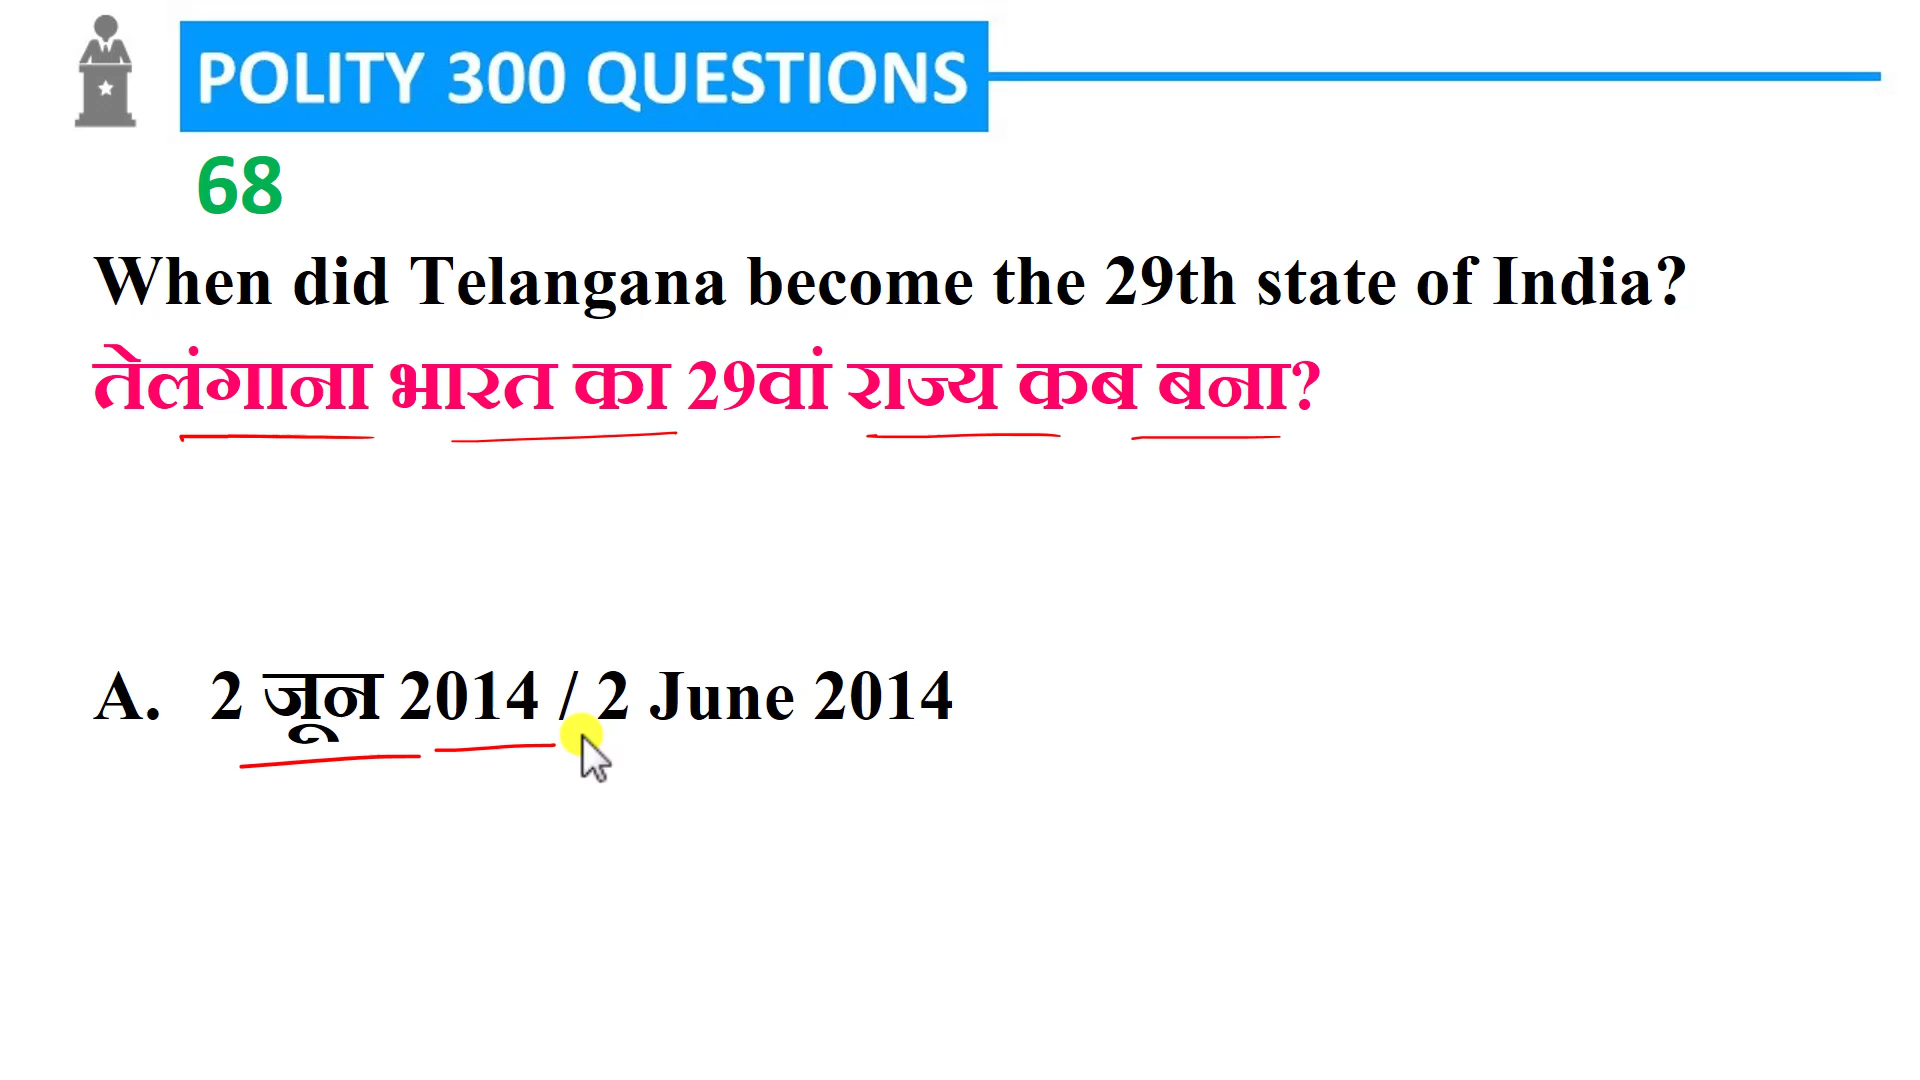 POLITY 300 QUESTIONS
68
When did Telangana become the 29th state of India?
तेलंगाना भारत का 29वां राज्य कब बना?
A. 2 जून 2014 / 2 June 2014